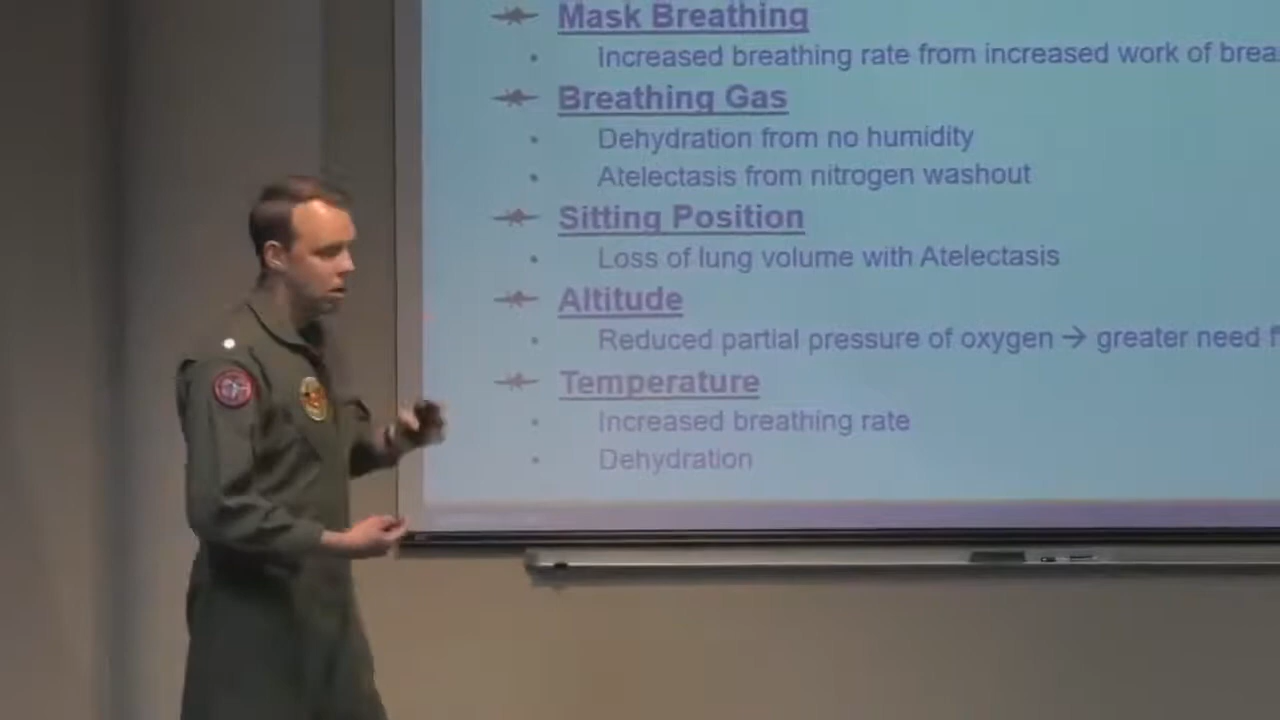 Mask Breathing
Increased breathing rate from increased work of
Breathing Gas
Dehydration from no humidity
Atelectasis from nitrogen washout
Sitting Position
Loss of lung volume with Atelectasis
Altitude
Reduced partial pressure of oxygen → greater need
Temperature
Increased breathing rate
Dehydration